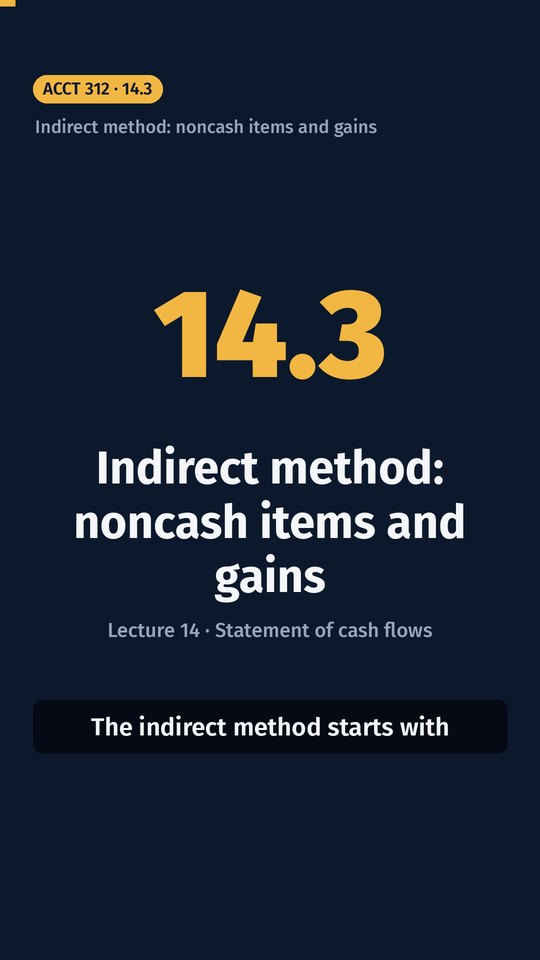 ACCT 312 · 14.3
Indirect method: noncash items and gains
14.3
Indirect method:
noncash items and
gains
Lecture 14 · Statement of cash flows
The indirect method starts with